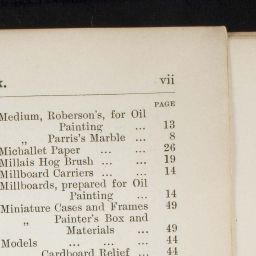 x. vii
PAGE
Medium, Roberson's, for Oil
Painting ... 13
„ Parris's Marble ... 8
Michallet Paper ... ... 26
Millais Hog Brush ... ... 19
Millboard Carriers ... ... 14
Millboards, prepared for Oil
Painting ... 14
Miniature Cases and Frames 49
„ Painter's Box and
Materials ... 49
Models ... ... ... 44
Cardboard Relief ... 44